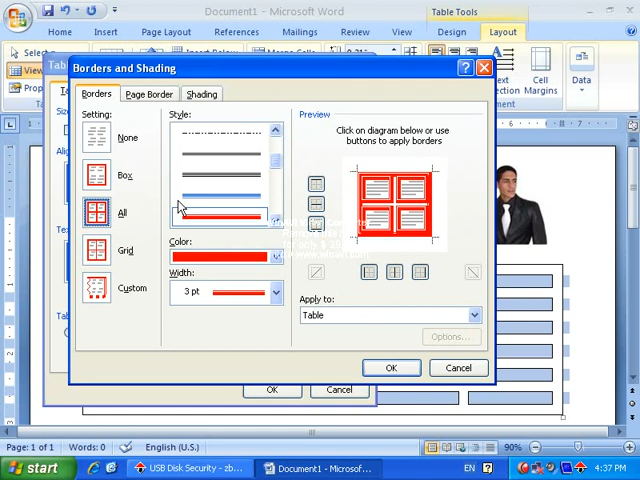 Document1 - Microsoft Word
Table Tools
Home
Insert
Page Layout
References
Mailings
Review
View
Design
Layout
Select
View
Prop
Insert Below
Merge Cells
0.21"
Text
Direction
Cell
Margins
Data
Borders and Shading
Borders
Page Border
Shading
Setting:
None
Box
All
Grid
Custom
Style:
Color:
Width:
3 pt
Preview
Click on diagram below or use
buttons to apply borders
Apply to:
Table
Options...
OK
Cancel
OK
Cancel
Page: 1 of 1
Words: 0
English (U.S.)
90%
start
USB Disk Security - zb...
Document1 - Microsof...
EN
4:37 PM